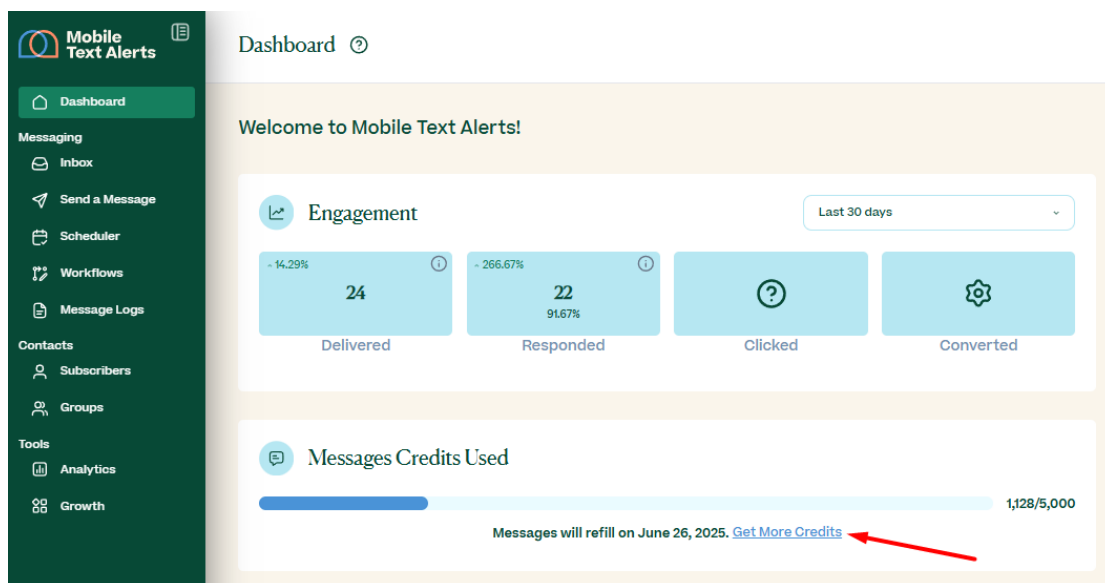 Mobile
Text Alerts
Dashboard
Messaging
Inbox
Send a Message
Scheduler
Workflows
Message Logs
Contacts
Subscribers
Groups
Tools
Analytics
Growth
Dashboard
Welcome to Mobile Text Alerts!
Engagement
Last 30 days
14.29%
24
Delivered
266.67%
22
91.67%
Responded
Clicked
Converted
Messages Credits Used
1,128/5,000
Messages will refill on June 26, 2025. Get More Credits